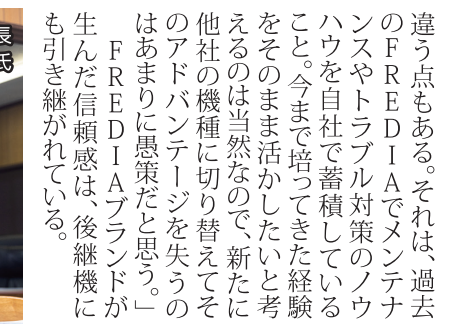 違う点もある。それは、過去
のFREDIAでメンテナ
ンスやトラブル対策のノウ
ハウを自社で蓄積している
こと。今まで培ってきた経験
をそのまま活かしたいと考
えるのは当然なので、新たに
他社の機種に切り替えてそ
のアドバンテージを失うの
はあまりに愚策だと思う。」
　FREDIAブランドが
生んだ信頼感は、後継機に
も引き継がれている。
長
氏